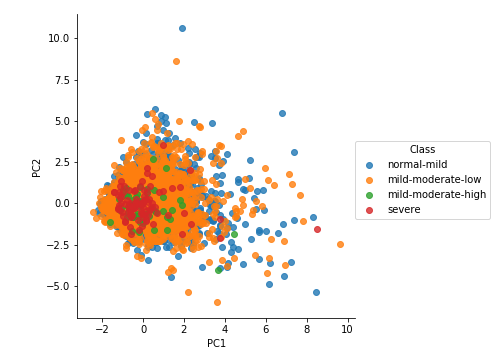 10.0
7.5
5.0
2.5
0.0
−2.5
−5.0
PC2
−2
0
2
4
6
8
10
PC1
Class
normal-mild
mild-moderate-low
mild-moderate-high
severe